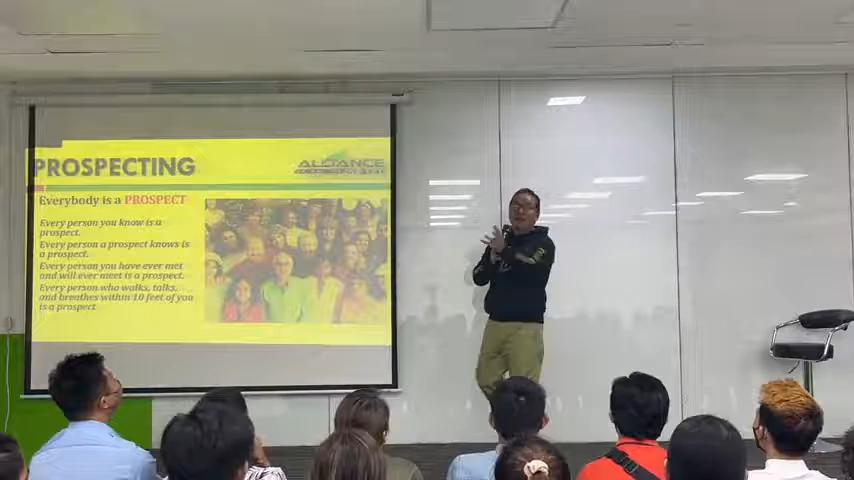 PROSPECTING
Everybody is a PROSPECT
Every person you know is a
prospect.
Every person a prospect knows is
a prospect.
Every person you have ever met
and will ever meet is a prospect.
Every person who walks, talks,
and breathes within 10 feet of you
is a prospect